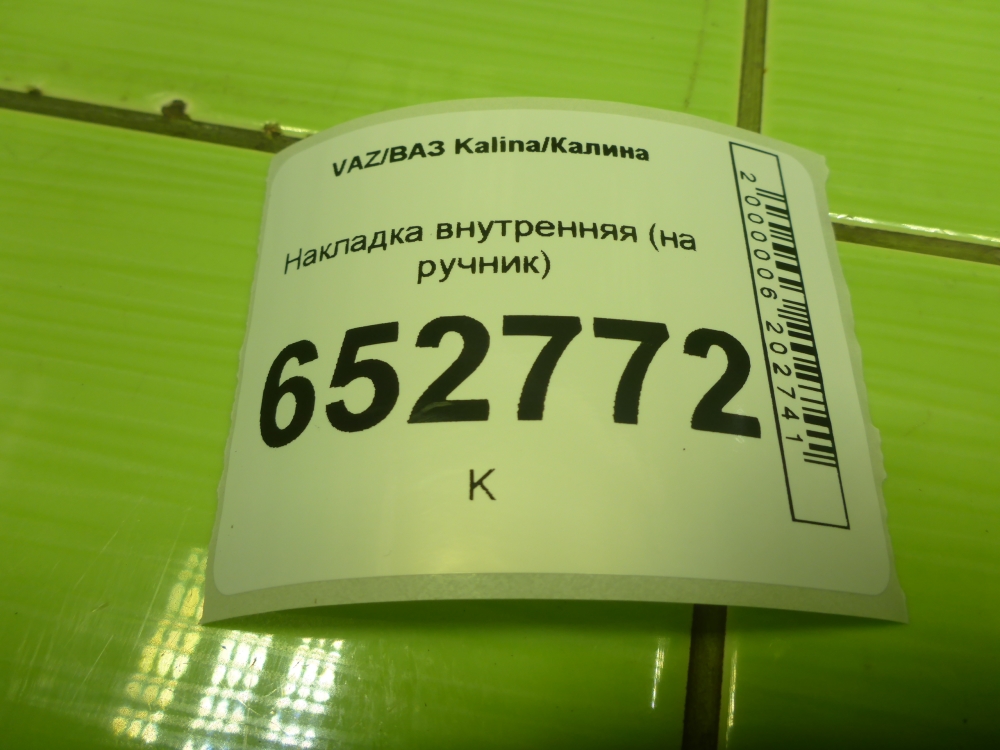 VAZ/ВАЗ Kalina/Калина
Накладка внутренняя (на
ручник)
652772
К
2000006202741